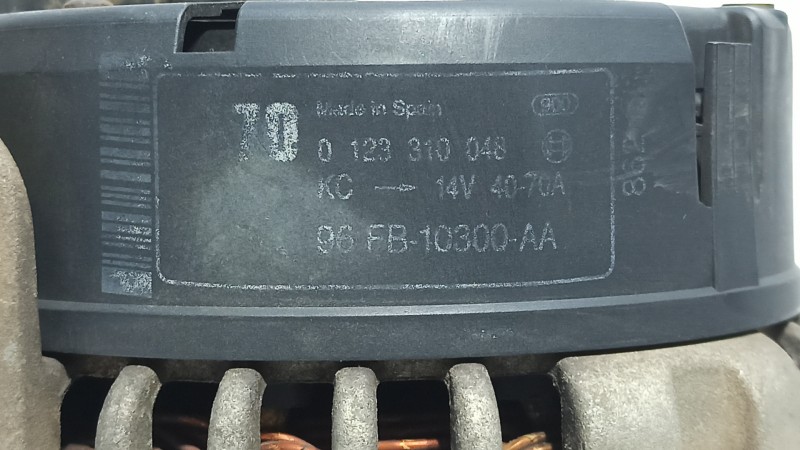 70
Made in Spain
900
0 123 310 048
KC → 14V 40-70A
96 FB-10300-AA
862